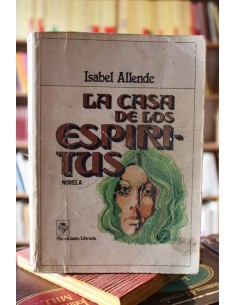 Isabel Allende
LA CASA
DE LOS
ESPIRI-
TUS
NOVELA